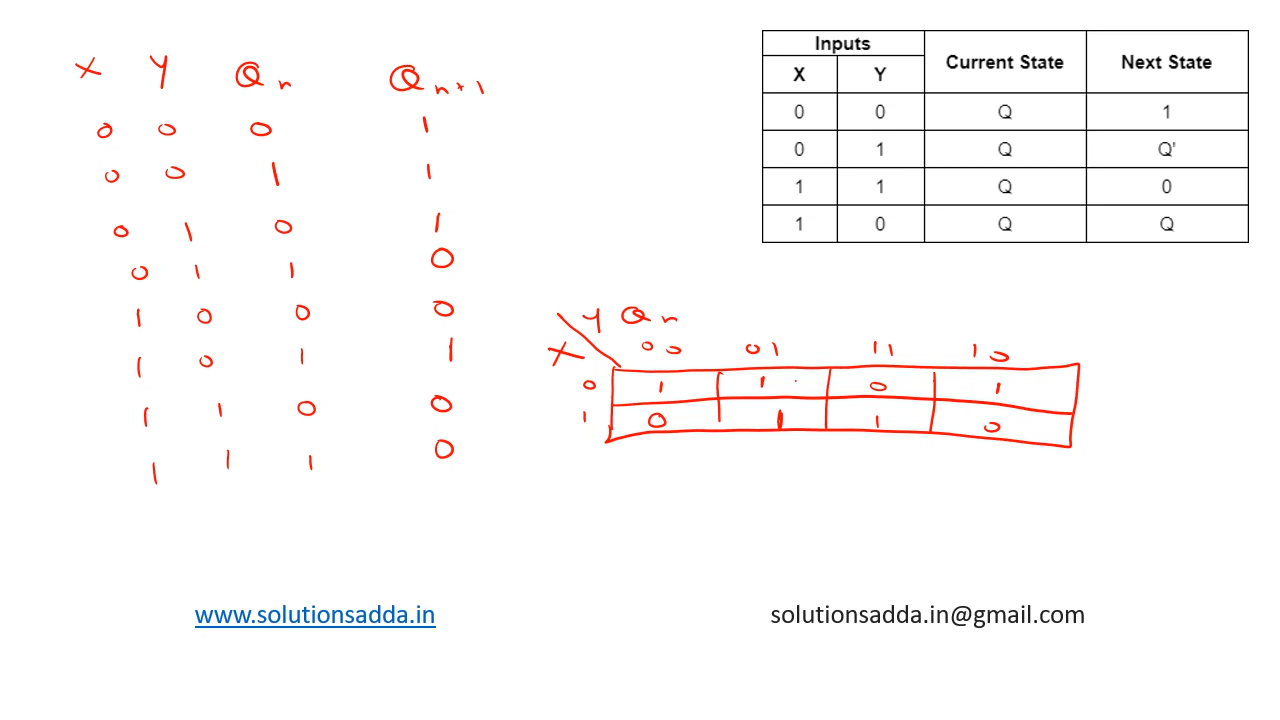 X Y Qn Qn+1
0 0 0 1
0 0 1 1
0 1 0 1
0 1 1 0
1 0 0 0
1 0 1 1
1 1 0 0
1 1 1 0
Inputs Current State Next State
X Y
0 0 Q 1
0 1 Q Q'
1 1 Q 0
1 0 Q Q
Y Qn
X 00 01 11 10
0 1 1 0 1
1 0 1 1 0
www.solutionsadda.in
solutionsadda.in@gmail.com